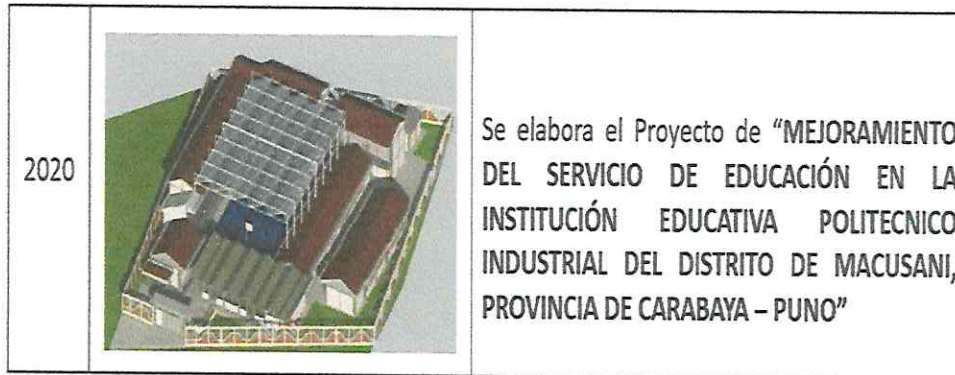 2020
Se elabora el Proyecto de “MEJORAMIENTO
DEL SERVICIO DE EDUCACIÓN EN LA
INSTITUCIÓN EDUCATIVA POLITECNICO
INDUSTRIAL DEL DISTRITO DE MACUSANI,
PROVINCIA DE CARABAYA – PUNO”